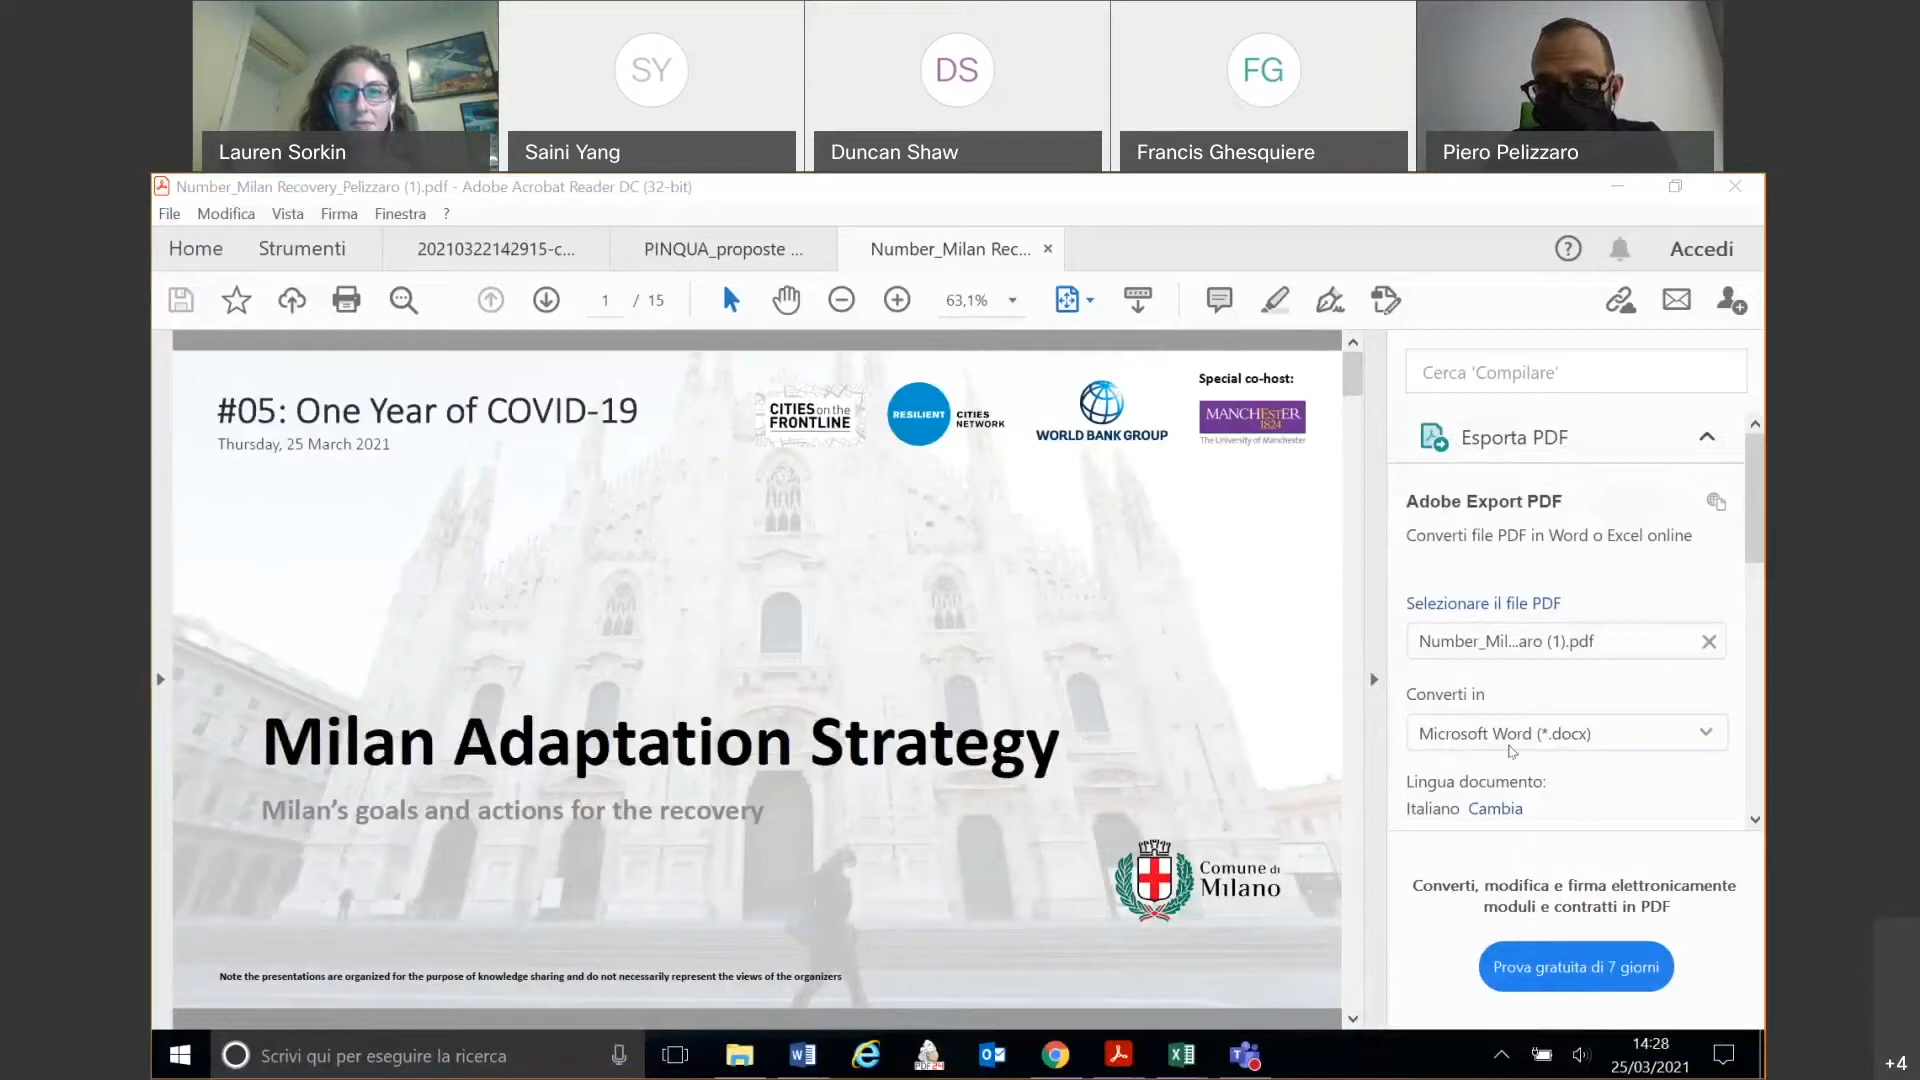 SY
DS
FG
Lauren Sorkin
Saini Yang
Duncan Shaw
Francis Ghesquiere
Piero Pelizzaro
Number_Milan Recovery_Pelizzaro (1).pdf - Adobe Acrobat Reader DC (32-bit)
File Modifica Vista Firma Finestra ?
Home Strumenti 20210322142915-c... PINQUA_proposte ... Number_Milan Rec... × Accedi
1 / 15 63,1%
#05: One Year of COVID-19
Thursday, 25 March 2021
CITIES on the
FRONTLINE
RESILIENT CITIES
NETWORK
WORLD BANK GROUP
Special co-host:
MANCHESTER
1824
The University of Manchester
Milan Adaptation Strategy
Milan's goals and actions for the recovery
Comune di
Milano
Note the presentations are organized for the purpose of knowledge sharing and do not necessarily represent the views of the organizers
Cerca 'Compilare'
Esporta PDF
Adobe Export PDF
Converti file PDF in Word o Excel online
Selezionare il file PDF
Number_Mil...aro (1).pdf
Converti in
Microsoft Word (*.docx)
Lingua documento:
Italiano Cambia
Converti, modifica e firma elettronicamente
moduli e contratti in PDF
Prova gratuita di 7 giorni
Scrivi qui per eseguire la ricerca
PDF24
14:28
25/03/2021
+4